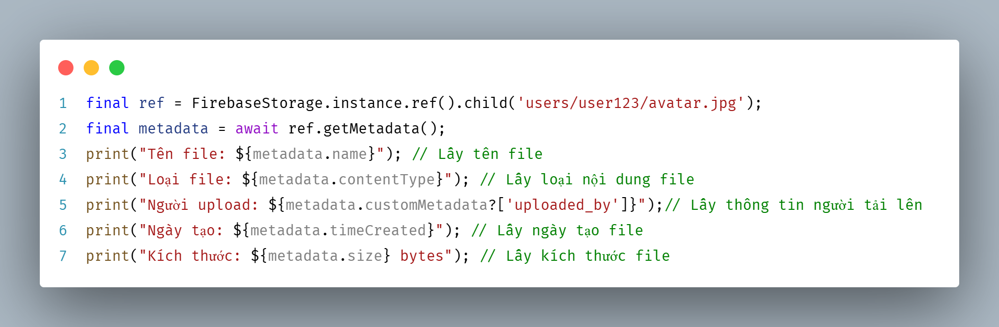 1 final ref = FirebaseStorage.instance.ref().child('users/user123/avatar.jpg');
2 final metadata = await ref.getMetadata();
3 print("Tên file: ${metadata.name}"); // Lấy tên file
4 print("Loại file: ${metadata.contentType}"); // Lấy loại nội dung file
5 print("Người upload: ${metadata.customMetadata?['uploaded_by']}");// Lấy thông tin người tải lên
6 print("Ngày tạo: ${metadata.timeCreated}"); // Lấy ngày tạo file
7 print("Kích thước: ${metadata.size} bytes"); // Lấy kích thước file